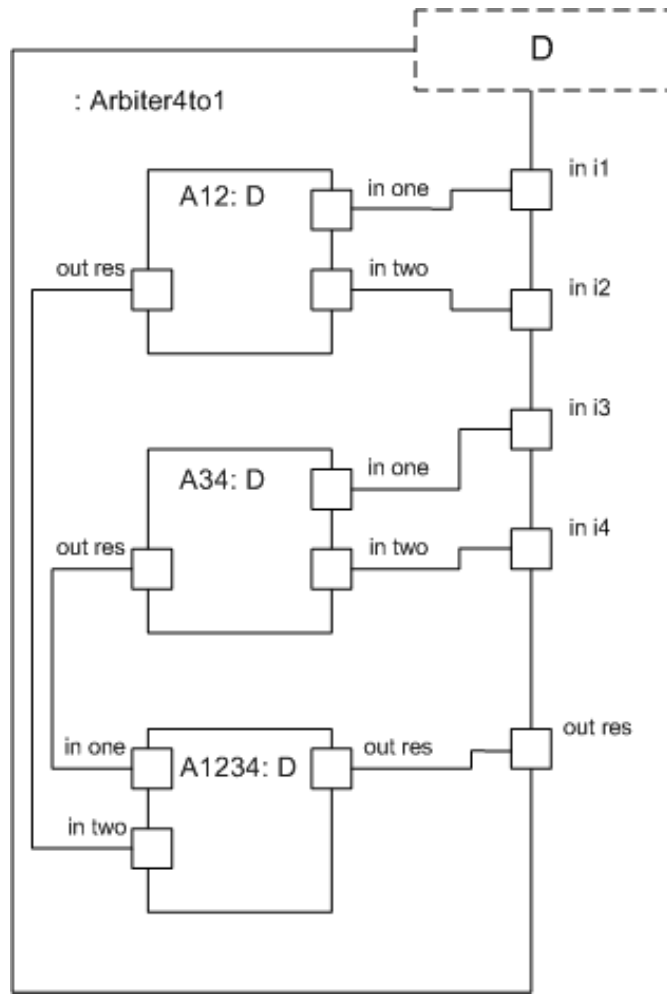 D
: Arbiter4to1
in i1
A12: D
in one
out res
in two
in i2
in i3
A34: D
in one
in i4
out res
in two
out res
in one
A1234: D
out res
in two